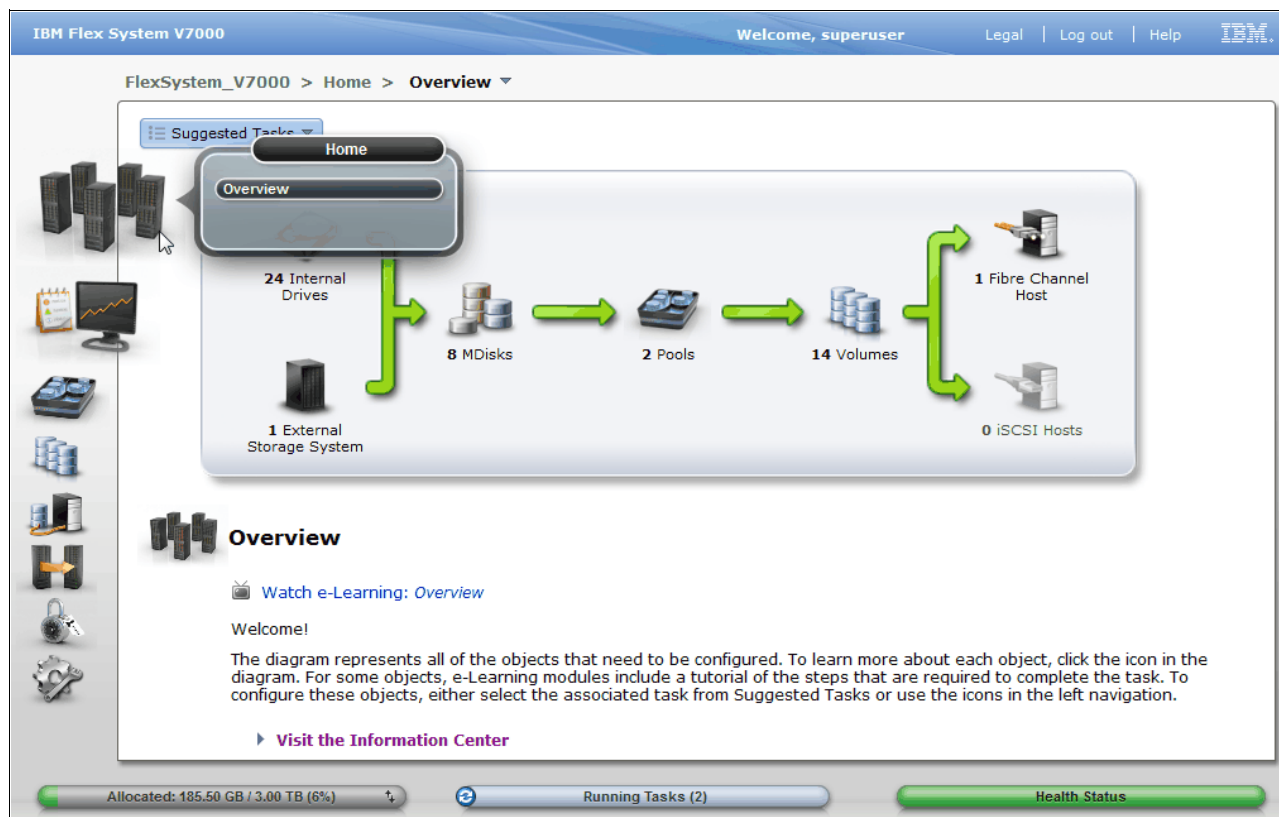 IBM Flex System V7000
Welcome, superuser
Legal | Log out | Help
IBM.
FlexSystem_V7000 > Home > Overview
Suggested Tasks
Home
Overview
24 Internal
Drives
1 External
Storage System
8 MDisks
2 Pools
14 Volumes
1 Fibre Channel
Host
0 iSCSI Hosts
Overview
Watch e-Learning: Overview
Welcome!
The diagram represents all of the objects that need to be configured. To learn more about each object, click the icon in the
diagram. For some objects, e-Learning modules include a tutorial of the steps that are required to complete the task. To
configure these objects, either select the associated task from Suggested Tasks or use the icons in the left navigation.
Visit the Information Center
Allocated: 185.50 GB / 3.00 TB (6%)
Running Tasks (2)
Health Status